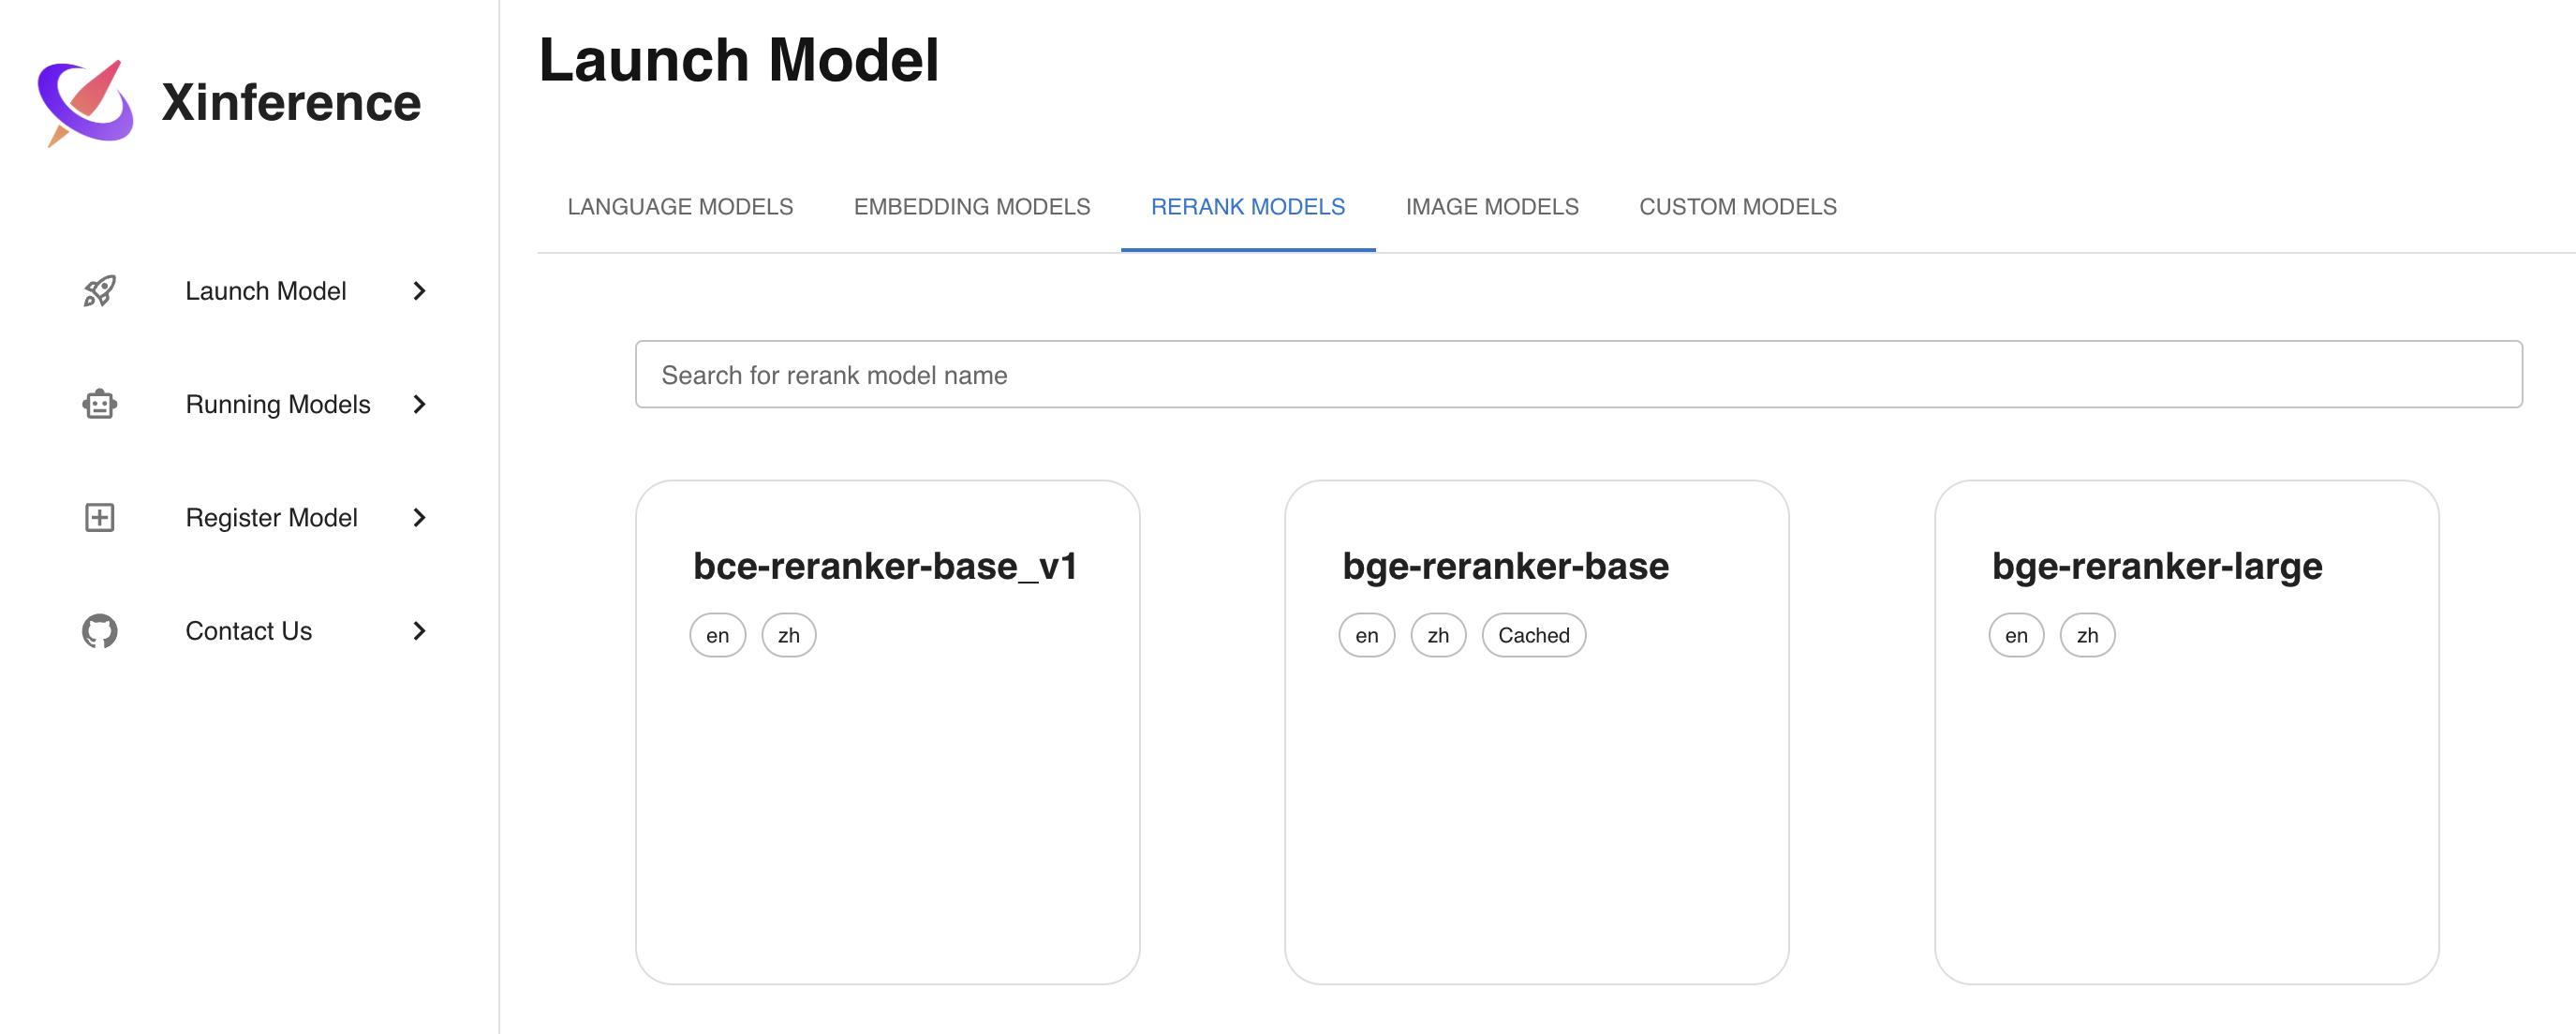 Xinference
Launch Model
Running Models
Register Model
Contact Us
Launch Model
LANGUAGE MODELS EMBEDDING MODELS RERANK MODELS IMAGE MODELS CUSTOM MODELS
Search for rerank model name
bce-reranker-base_v1
en zh
bge-reranker-base
en zh Cached
bge-reranker-large
en zh